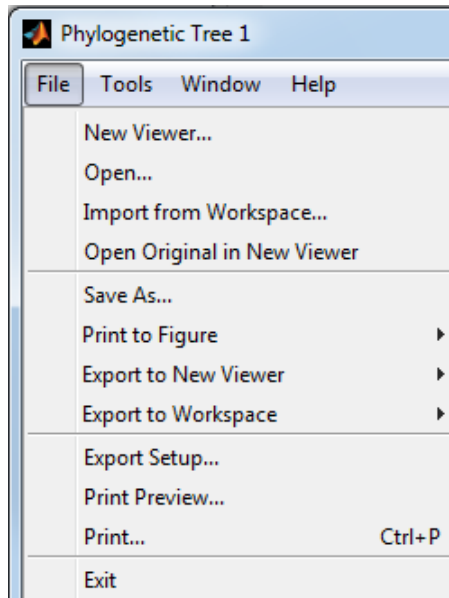 Phylogenetic Tree 1
File Tools Window Help
New Viewer...
Open...
Import from Workspace...
Open Original in New Viewer
Save As...
Print to Figure
Export to New Viewer
Export to Workspace
Export Setup...
Print Preview...
Print... Ctrl+P
Exit